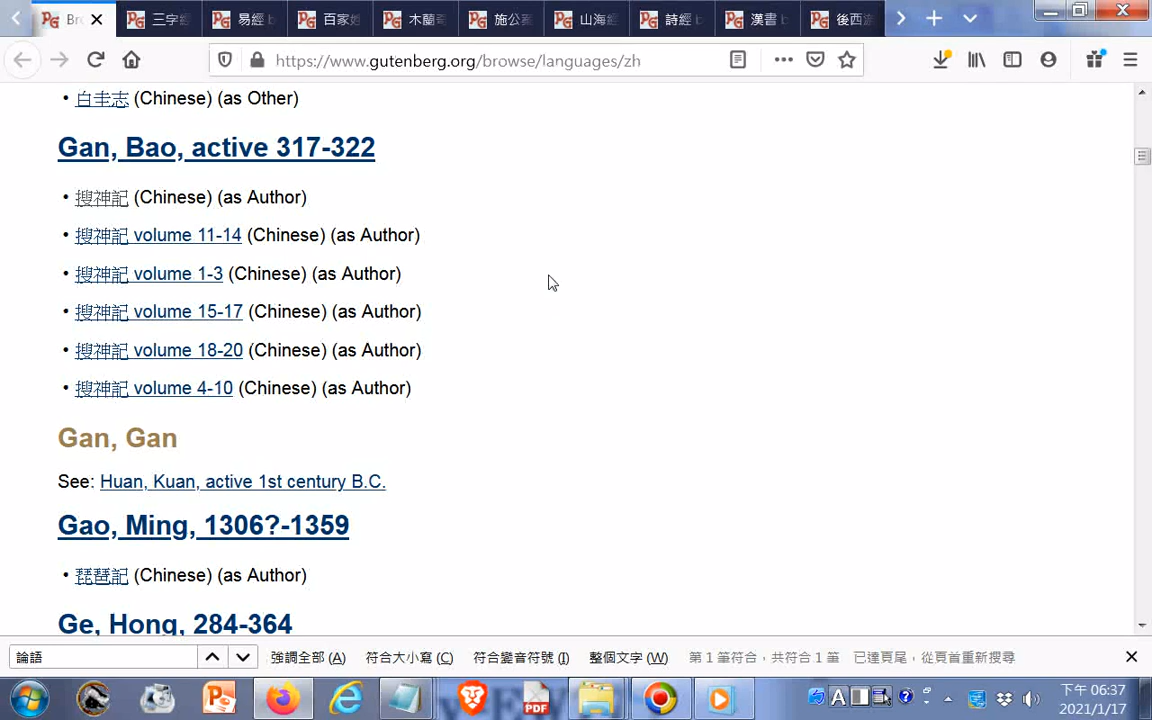 Br
三字
易經 b
百家姓
木蘭奇
施公案
山海經
詩經 b
漢書 b
後西遊
https://www.gutenberg.org/browse/languages/zh
• 白圭志 (Chinese) (as Other)
Gan, Bao, active 317-322
• 搜神記 (Chinese) (as Author)
• 搜神記 volume 11-14 (Chinese) (as Author)
• 搜神記 volume 1-3 (Chinese) (as Author)
• 搜神記 volume 15-17 (Chinese) (as Author)
• 搜神記 volume 18-20 (Chinese) (as Author)
• 搜神記 volume 4-10 (Chinese) (as Author)
Gan, Gan
See: Huan, Kuan, active 1st century B.C.
Gao, Ming, 1306?-1359
• 琵琶記 (Chinese) (as Author)
Ge, Hong, 284-364
論語
強調全部 (A) 符合大小寫 (C) 符合變音符號 (I) 整個文字 (W) 第 1 筆符合，共符合 1 筆 已達頁尾，從頁首重新搜尋
PDF
A
下午 06:37
2021/1/17